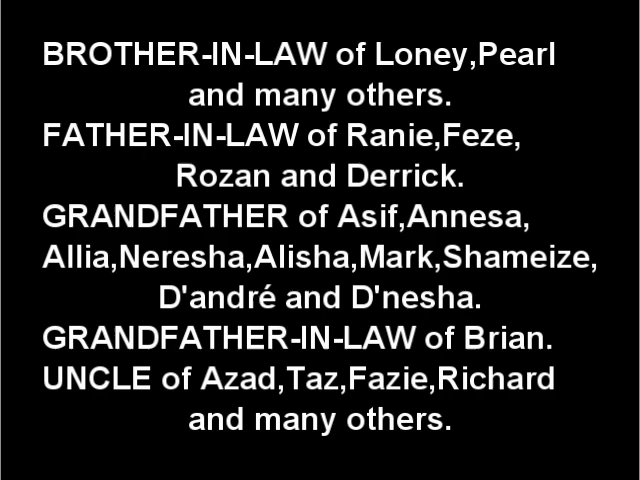 BROTHER-IN-LAW of Loney,Pearl
and many others.
FATHER-IN-LAW of Ranie,Feze,
Rozan and Derrick.
GRANDFATHER of Asif,Annesa,
Allia,Neresha,Alisha,Mark,Shameize,
D'andré and D'nesha.
GRANDFATHER-IN-LAW of Brian.
UNCLE of Azad,Taz,Fazie,Richard
and many others.